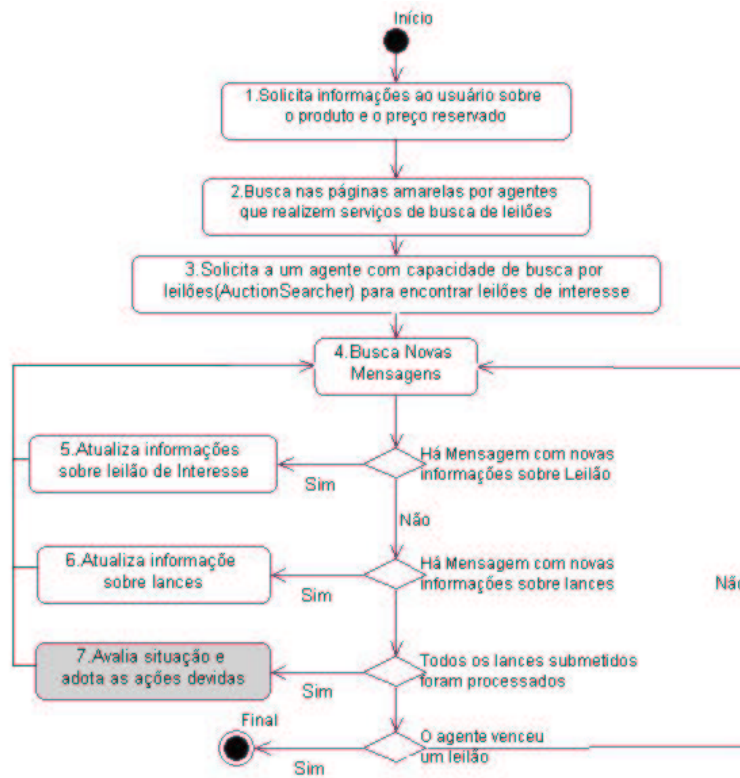 Início
1.Solicita informações ao usuário sobre
o produto e o preço reservado
2.Busca nas páginas amarelas por agentes
que realizem serviços de busca de leilões
3.Solicita a um agente com capacidade de busca por
leilões(AuctionSearcher) para encontrar leilões de interesse
4.Busca Novas
Mensagens
5.Atualiza informações
sobre leilão de Interesse
Sim
Há Mensagem com novas
informações sobre Leilão
Não
6.Atualiza informaçõe
sobre lances
Sim
Há Mensagem com novas
informações sobre lances
Não
7.Avalia situação e
adota as ações devidas
Sim
Todos os lances submetidos
foram processados
Final
Sim
O agente venceu
um leilão